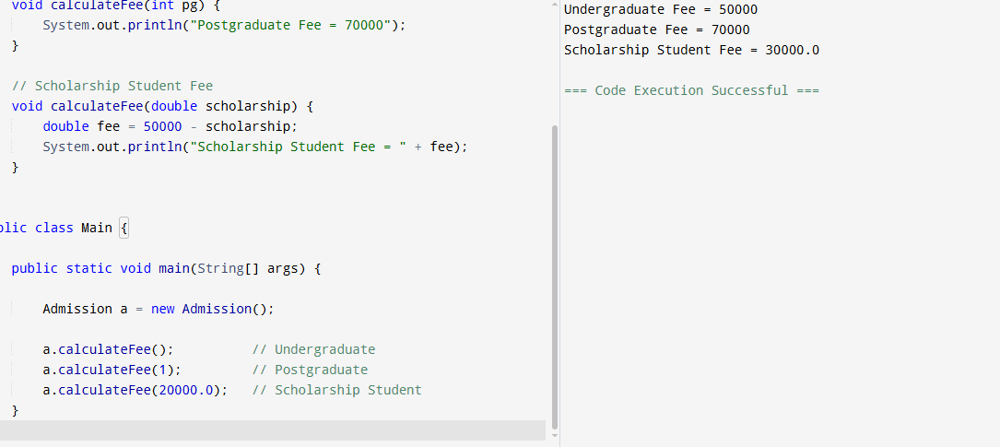 void calculateFee(int pg) {
System.out.println("Postgraduate Fee = 70000");
}
// Scholarship Student Fee
void calculateFee(double scholarship) {
double fee = 50000 - scholarship;
System.out.println("Scholarship Student Fee = " + fee);
}
blic class Main {
public static void main(String[] args) {
Admission a = new Admission();
a.calculateFee(); // Undergraduate
a.calculateFee(1); // Postgraduate
a.calculateFee(20000.0); // Scholarship Student
}
Undergraduate Fee = 50000
Postgraduate Fee = 70000
Scholarship Student Fee = 30000.0
=== Code Execution Successful ===